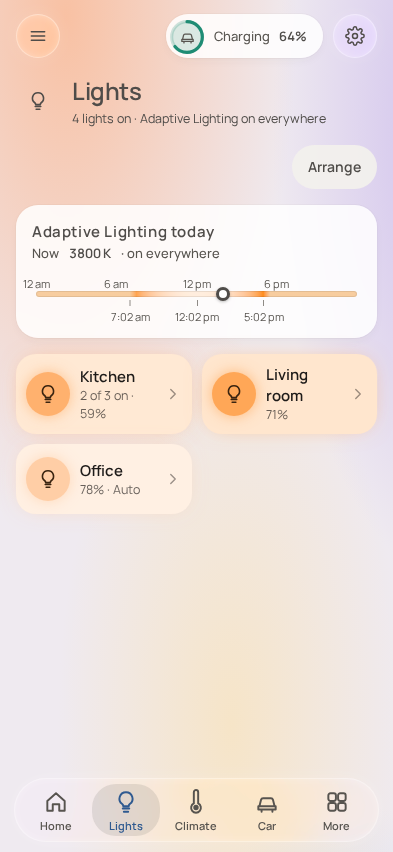 Charging 64%
Lights
4 lights on · Adaptive Lighting on everywhere
Arrange
Adaptive Lighting today
Now 3800 K · on everywhere
12 am 6 am 12 pm 6 pm
7:02 am 12:02 pm 5:02 pm
Kitchen
2 of 3 on ·
59%
Living
room
71%
Office
78% · Auto
Home Lights Climate Car More